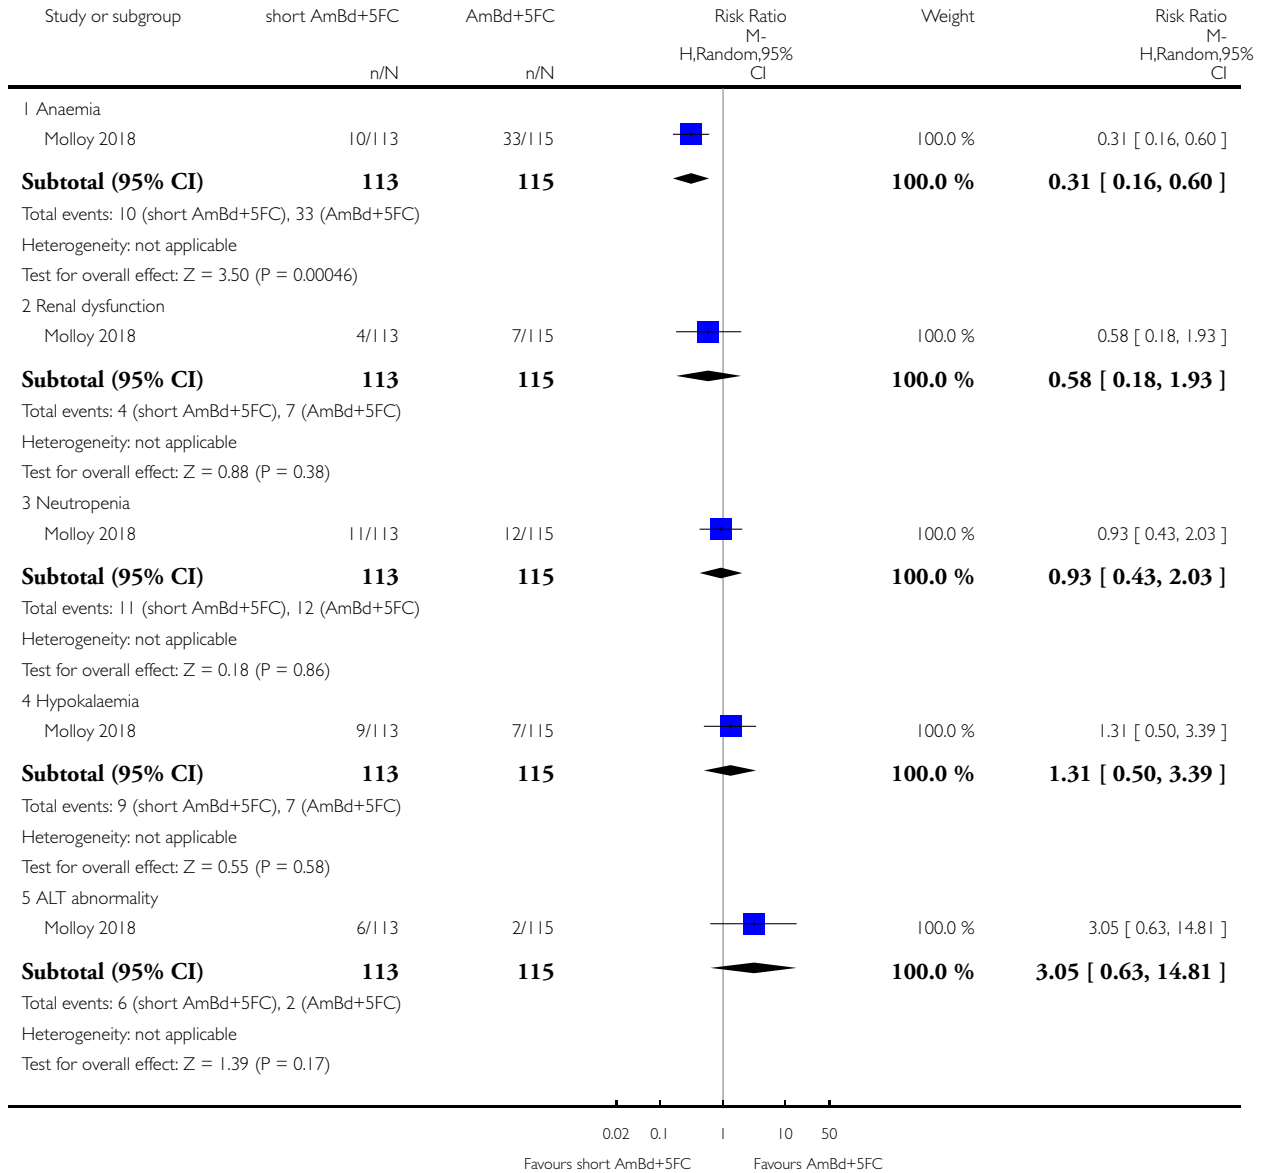 Study or subgroup short AmBd+5FC AmBd+5FC Risk Ratio Weight Risk Ratio
M- M-
H,Random,95% H,Random,95%
n/N n/N CI CI
1 Anaemia
Molloy 2018 10/113 33/115 100.0 % 0.31 [ 0.16, 0.60 ]
Subtotal (95% CI) 113 115 100.0 % 0.31 [ 0.16, 0.60 ]
Total events: 10 (short AmBd+5FC), 33 (AmBd+5FC)
Heterogeneity: not applicable
Test for overall effect: Z = 3.50 (P = 0.00046)
2 Renal dysfunction
Molloy 2018 4/113 7/115 100.0 % 0.58 [ 0.18, 1.93 ]
Subtotal (95% CI) 113 115 100.0 % 0.58 [ 0.18, 1.93 ]
Total events: 4 (short AmBd+5FC), 7 (AmBd+5FC)
Heterogeneity: not applicable
Test for overall effect: Z = 0.88 (P = 0.38)
3 Neutropenia
Molloy 2018 11/113 12/115 100.0 % 0.93 [ 0.43, 2.03 ]
Subtotal (95% CI) 113 115 100.0 % 0.93 [ 0.43, 2.03 ]
Total events: 11 (short AmBd+5FC), 12 (AmBd+5FC)
Heterogeneity: not applicable
Test for overall effect: Z = 0.18 (P = 0.86)
4 Hypokalaemia
Molloy 2018 9/113 7/115 100.0 % 1.31 [ 0.50, 3.39 ]
Subtotal (95% CI) 113 115 100.0 % 1.31 [ 0.50, 3.39 ]
Total events: 9 (short AmBd+5FC), 7 (AmBd+5FC)
Heterogeneity: not applicable
Test for overall effect: Z = 0.55 (P = 0.58)
5 ALT abnormality
Molloy 2018 6/113 2/115 100.0 % 3.05 [ 0.63, 14.81 ]
Subtotal (95% CI) 113 115 100.0 % 3.05 [ 0.63, 14.81 ]
Total events: 6 (short AmBd+5FC), 2 (AmBd+5FC)
Heterogeneity: not applicable
Test for overall effect: Z = 1.39 (P = 0.17)
0.02 0.1 1 10 50
Favours short AmBd+5FC Favours AmBd+5FC